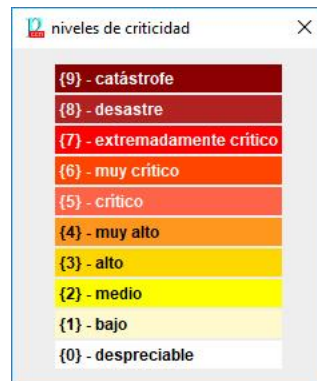 niveles de criticidad
{9} - catástrofe
{8} - desastre
{7} - extremadamente crítico
{6} - muy crítico
{5} - crítico
{4} - muy alto
{3} - alto
{2} - medio
{1} - bajo
{0} - despreciable